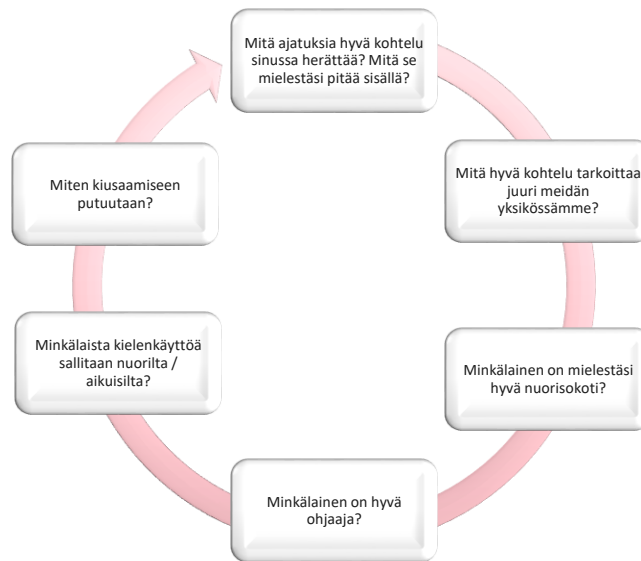 Mitä ajatuksia hyvä kohtelu
sinussa herättää? Mitä se
mielestäsi pitää sisällä?
Mitä hyvä kohtelu tarkoittaa
juuri meidän
yksikössämme?
Minkälainen on mielestäsi
hyvä nuorisokoti?
Minkälainen on hyvä
ohjaaja?
Minkälaista kielenkäyttöä
sallitaan nuorilta /
aikuisilta?
Miten kiusaamiseen
putuutaan?